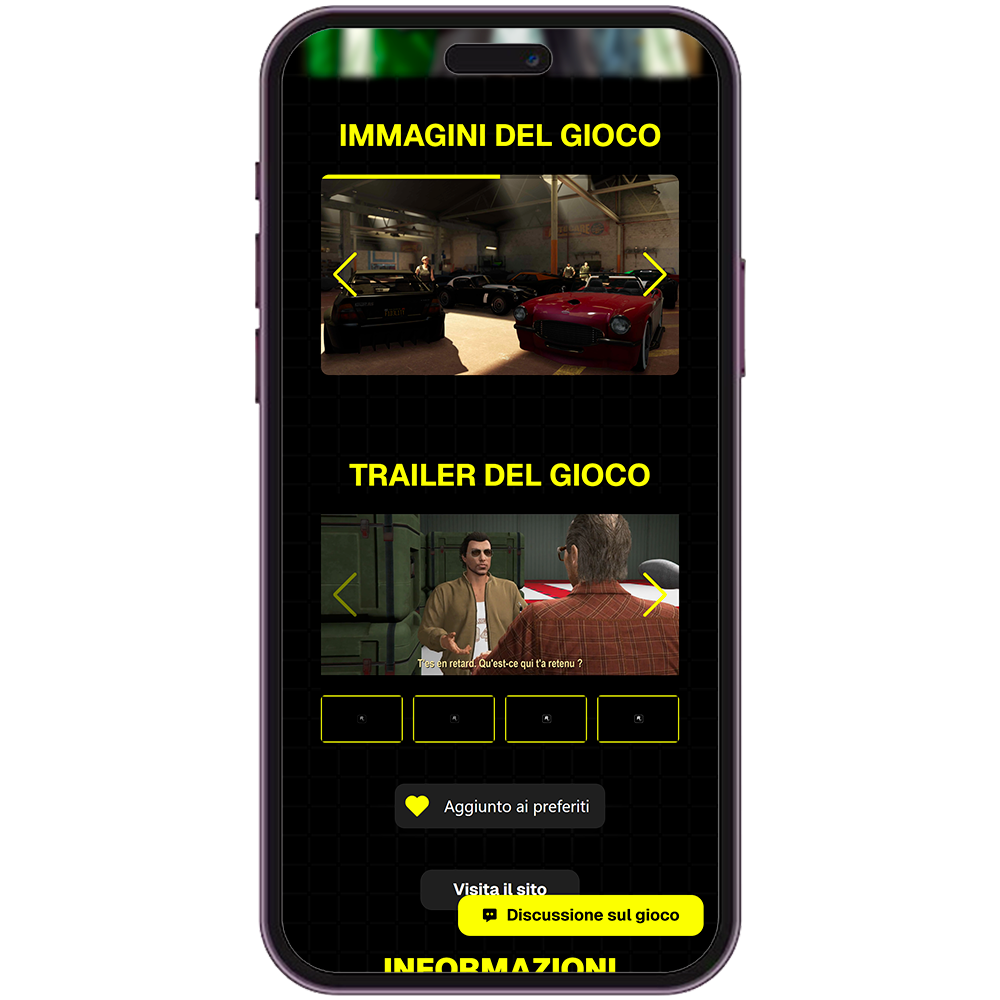 IMMAGINI DEL GIOCO
TRAILER DEL GIOCO
T'es en retard. Qu'est-ce qui t'a retenu ?
Aggiunto ai preferiti
Visita il sito
Discussione sul gioco
INFORMAZIONI